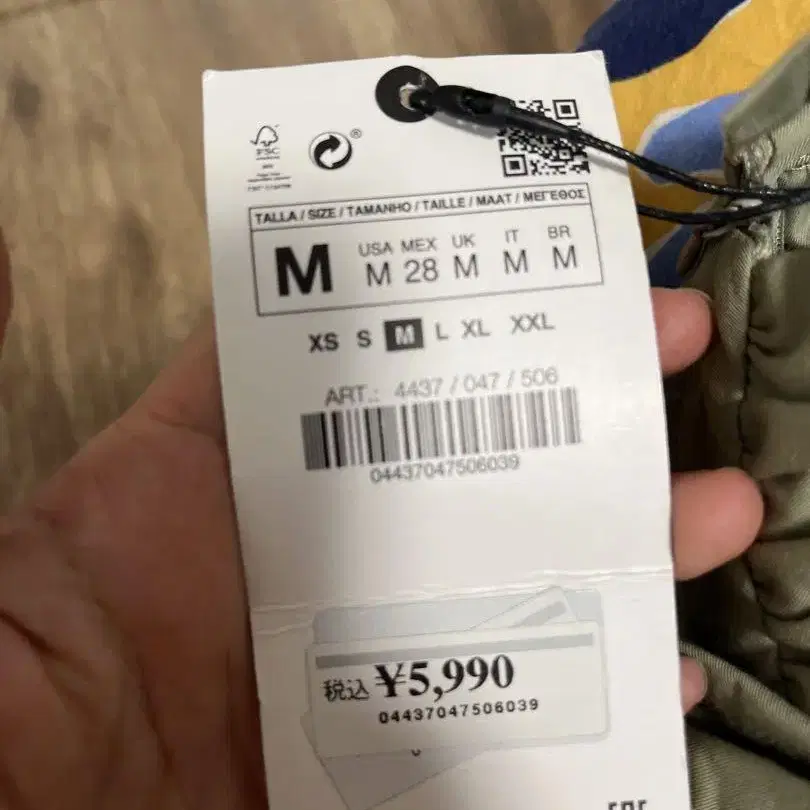 FSC
®
TALLA / SIZE / TAMANHO / TAILLE / MAAT / ΜΕΓΕΘΟΣ
M
USA MEX UK IT BR
M 28 M M M
XS S M L XL XXL
ART.: 4437 / 047 / 506
04437047506039
税込 ¥5,990
04437047506039